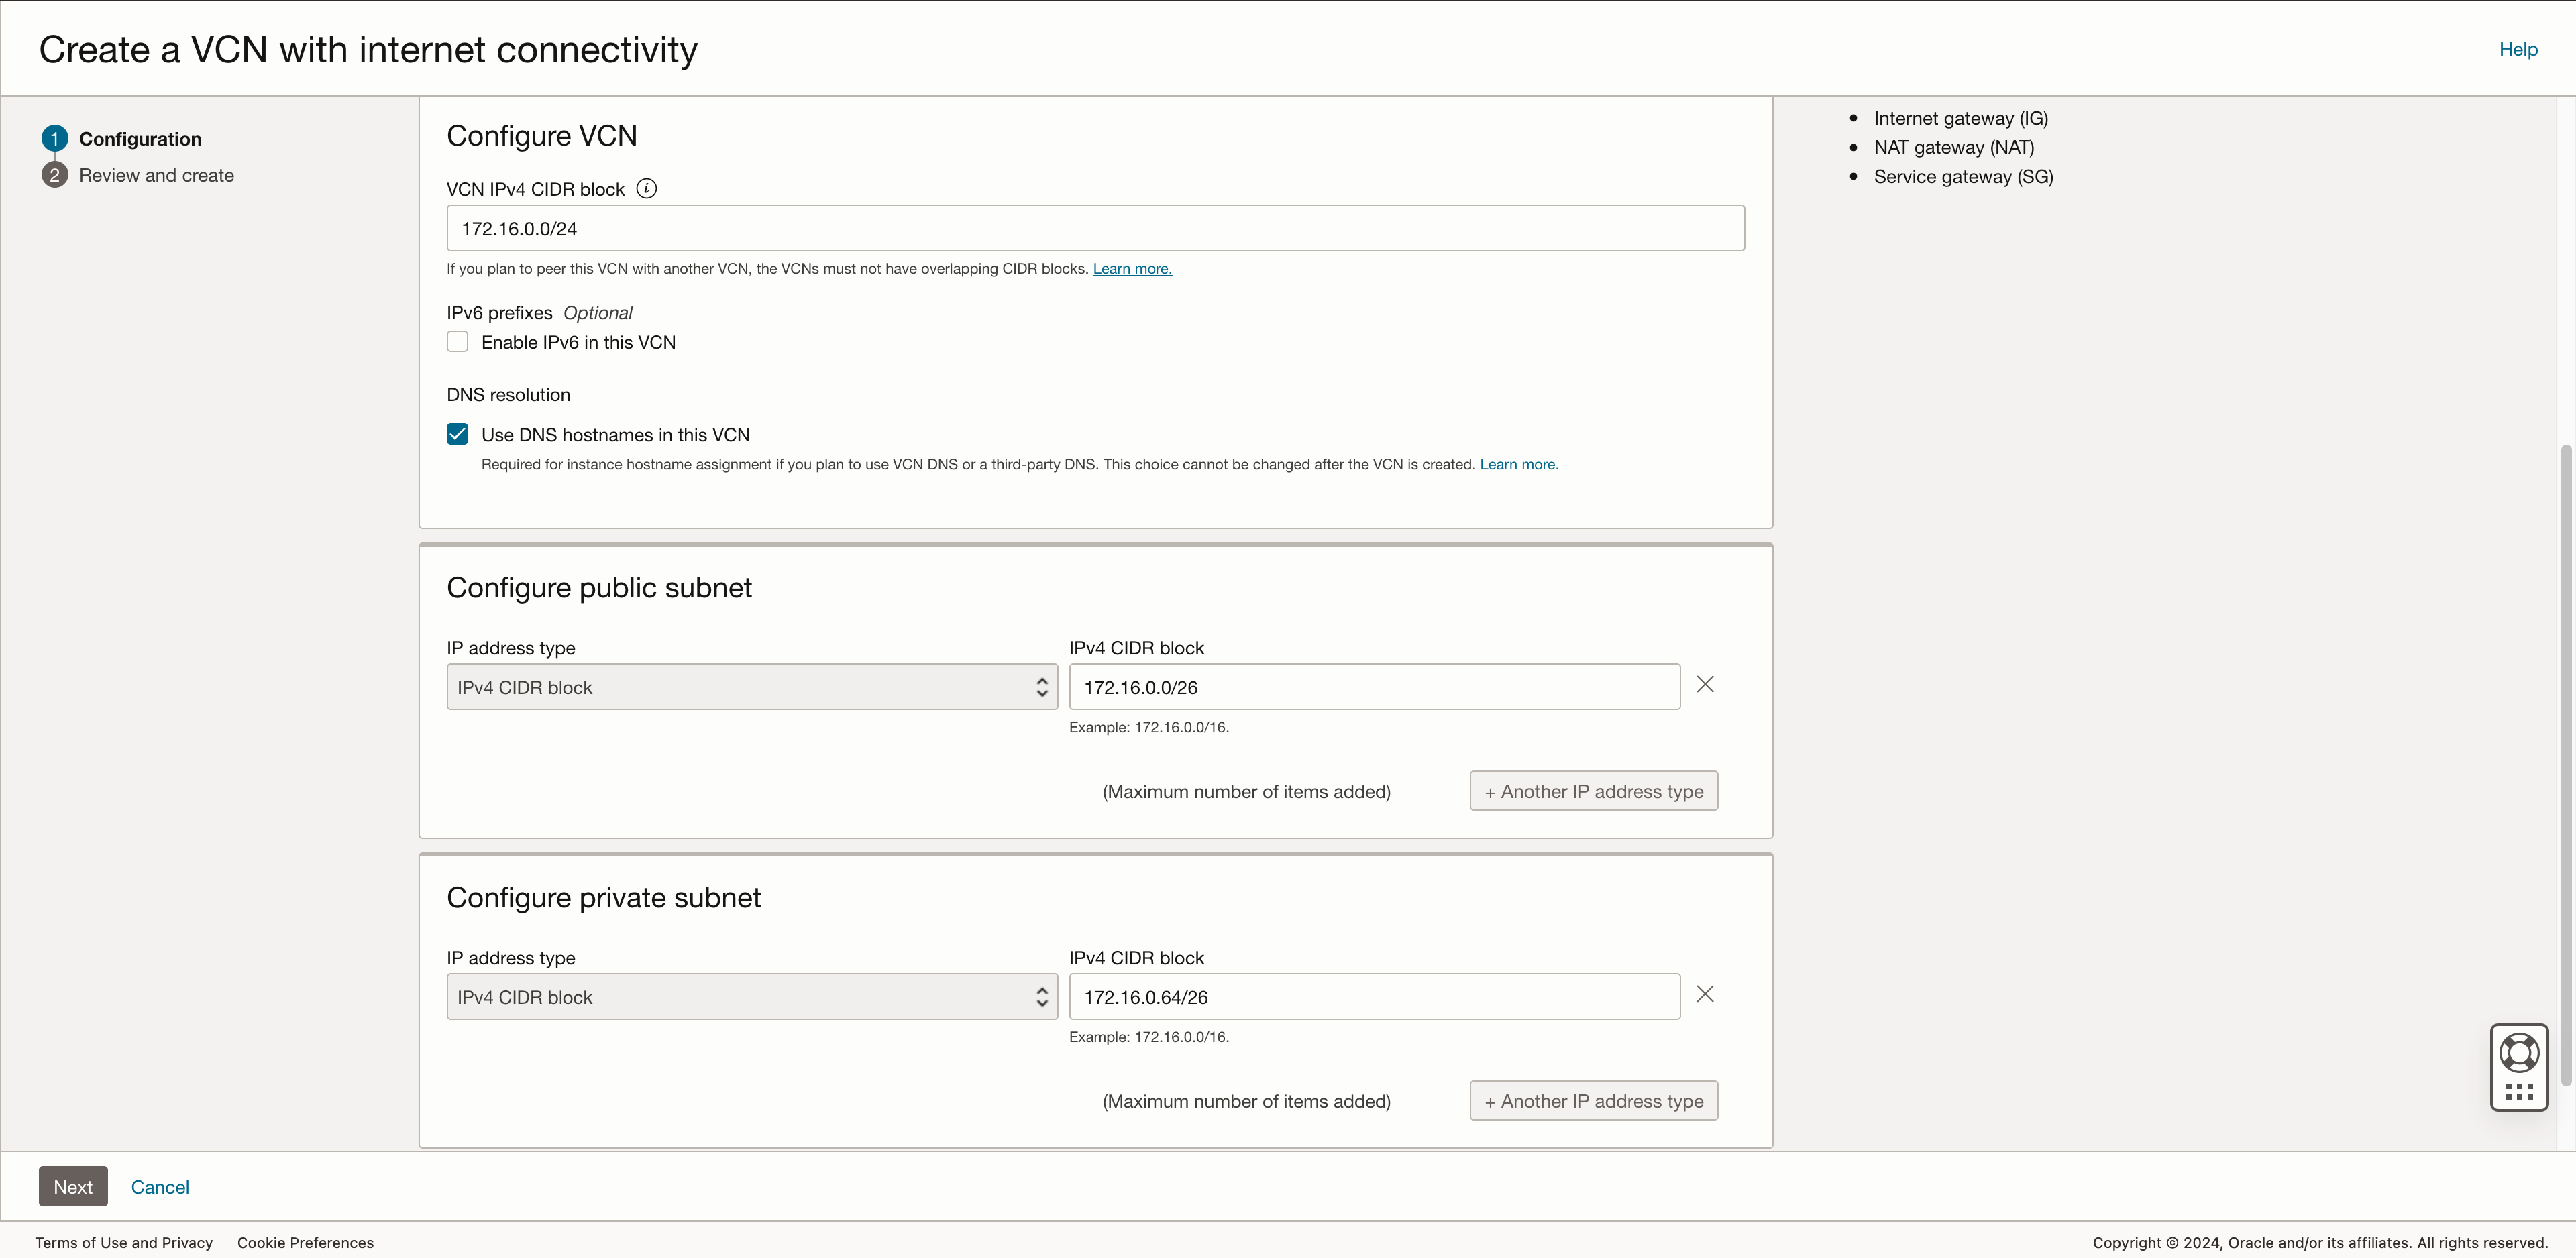 Create a VCN with internet connectivity
Help
1 Configuration
2 Review and create
Configure VCN
VCN IPv4 CIDR block i
172.16.0.0/24
If you plan to peer this VCN with another VCN, the VCNs must not have overlapping CIDR blocks. Learn more.
IPv6 prefixes Optional
Enable IPv6 in this VCN
DNS resolution
Use DNS hostnames in this VCN
Required for instance hostname assignment if you plan to use VCN DNS or a third-party DNS. This choice cannot be changed after the VCN is created. Learn more.
Configure public subnet
IP address type
IPv4 CIDR block
IPv4 CIDR block
172.16.0.0/26
Example: 172.16.0.0/16.
(Maximum number of items added)
+ Another IP address type
Configure private subnet
IP address type
IPv4 CIDR block
IPv4 CIDR block
172.16.0.64/26
Example: 172.16.0.0/16.
(Maximum number of items added)
+ Another IP address type
• Internet gateway (IG)
• NAT gateway (NAT)
• Service gateway (SG)
Next
Cancel
Terms of Use and Privacy
Cookie Preferences
Copyright © 2024, Oracle and/or its affiliates. All rights reserved.